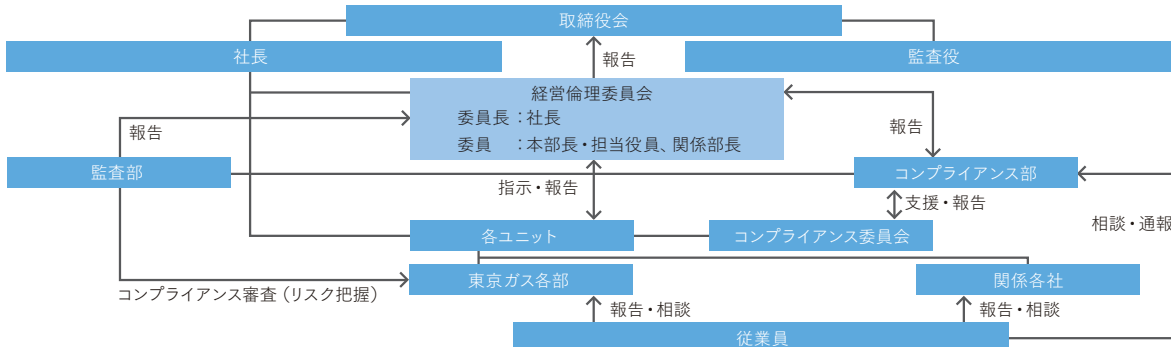 取締役会
社長
監査役
報告
経営倫理委員会
委員長：社長
委員　：本部長・担当役員、関係部長
報告
報告
監査部
コンプライアンス部
指示・報告
支援・報告
相談・通報
各ユニット
コンプライアンス委員会
東京ガス各部
関係各社
コンプライアンス審査（リスク把握）
報告・相談
報告・相談
従業員